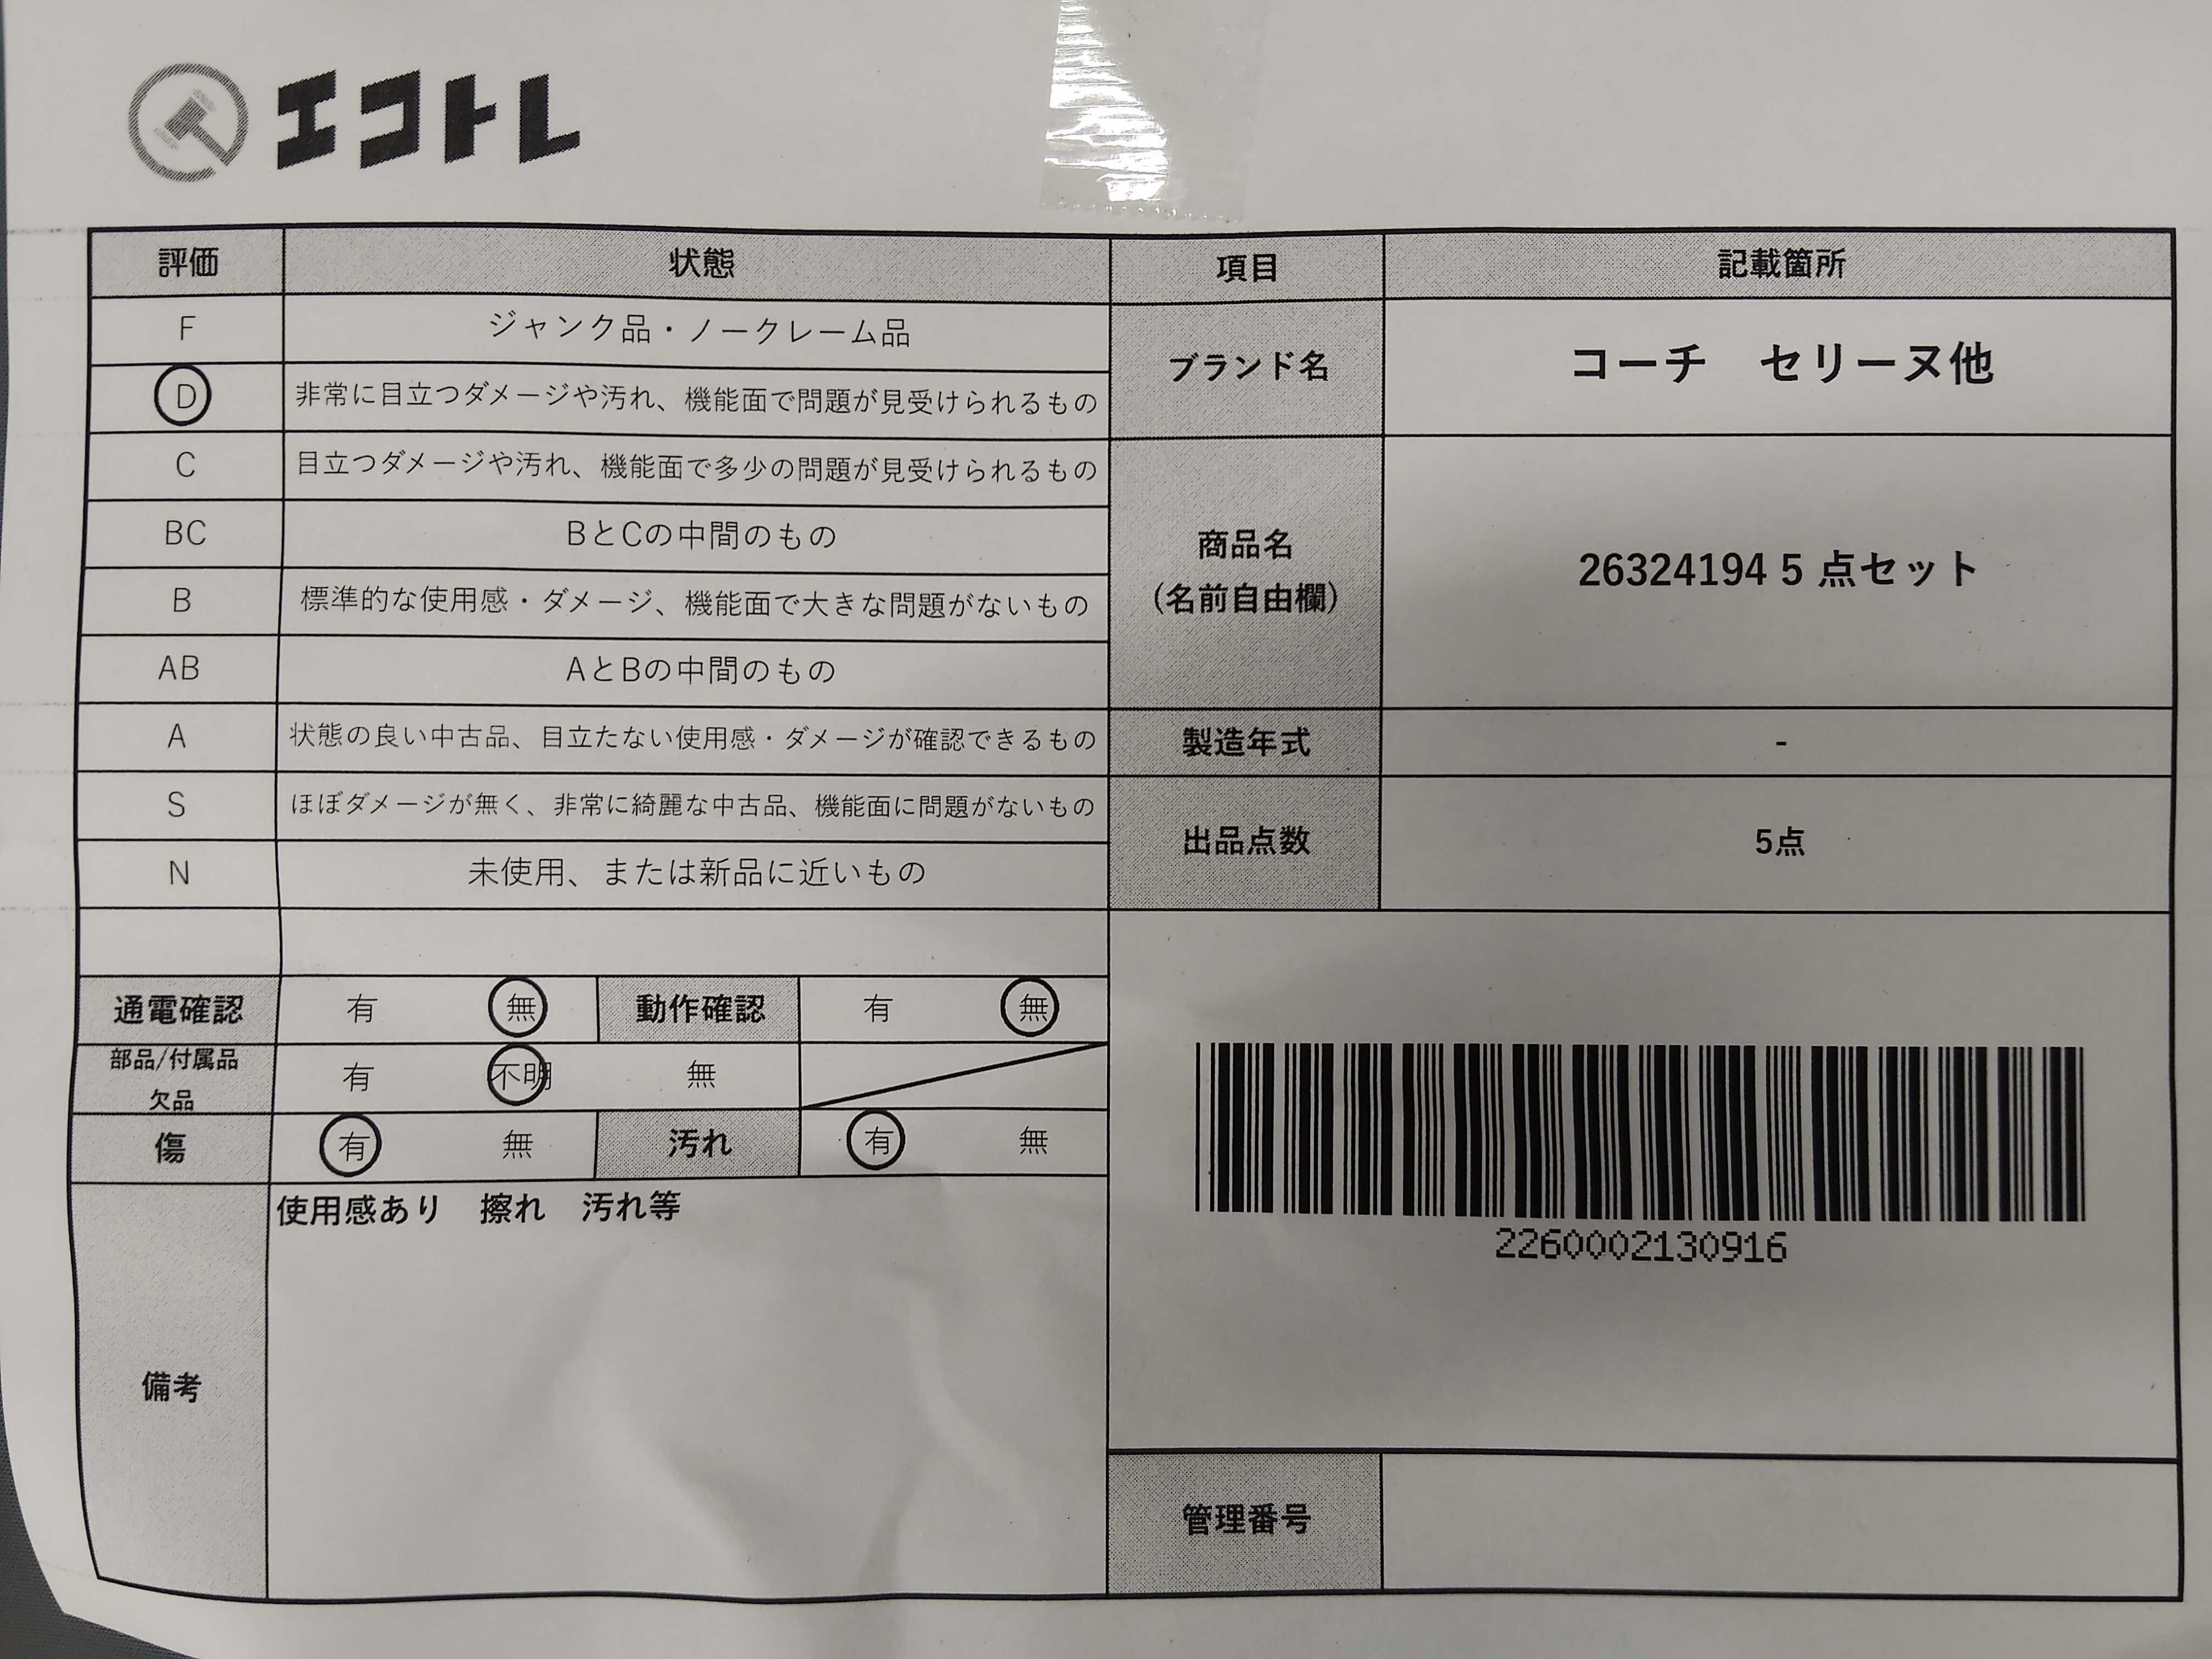 エコトレ
評価 状態 項目 記載箇所
F ジャンク品・ノークレーム品
D 非常に目立つダメージや汚れ、機能面で問題が見受けられるもの
ブランド名 コーチ　セリーヌ他
C 目立つダメージや汚れ、機能面で多少の問題が見受けられるもの
BC BとCの中間のもの
B 標準的な使用感・ダメージ、機能面で大きな問題がないもの
商品名
(名前自由欄)
26324194 5 点セット
AB AとBの中間のもの
A 状態の良い中古品、目立たない使用感・ダメージが確認できるもの
製造年式 -
S ほぼダメージが無く、非常に綺麗な中古品、機能面に問題がないもの
N 未使用、または新品に近いもの
出品点数 5点
通電確認 有 無 動作確認 有 無
部品/付属品
欠品
有 不明 無
傷 有 無 汚れ 有 無
備考
使用感あり　擦れ　汚れ等
2260002130916
管理番号